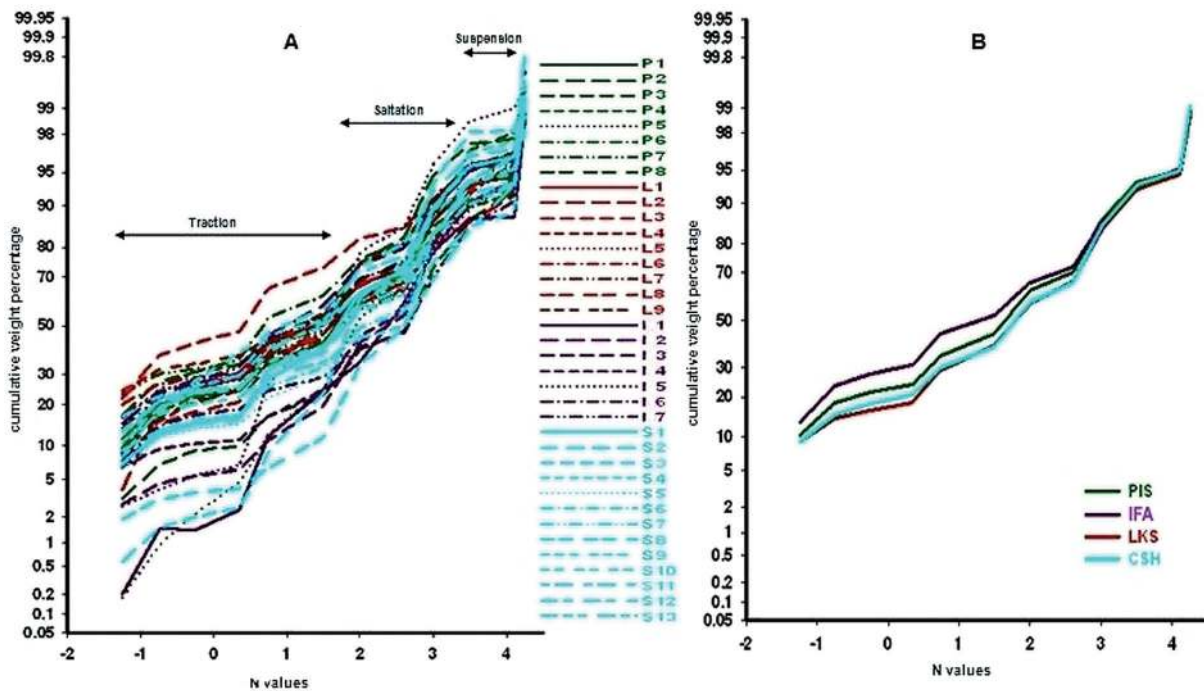 99.95
99.9
99.8
99
98
95
90
80
70
50
30
20
10
5
2
1
0.5
0.2
0.1
0.05
cumulative weight percentage
-2 -1 0 1 2 3 4
N values
A
Suspension
Saltation
Traction
P1
P2
P3
P4
P5
P6
P7
P8
L1
L2
L3
L4
L5
L6
L7
L8
L9
I 1
I 2
I 3
I 4
I 5
I 6
I 7
S1
S2
S3
S4
S5
S6
S7
S8
S9
S10
S11
S12
S13
99.95
99.9
99.8
99
98
95
90
80
70
50
30
20
10
5
2
1
0.5
0.2
0.1
0.05
cumulative weight percentage
-2 -1 0 1 2 3 4
N values
B
PIS
IFA
LKS
CSH